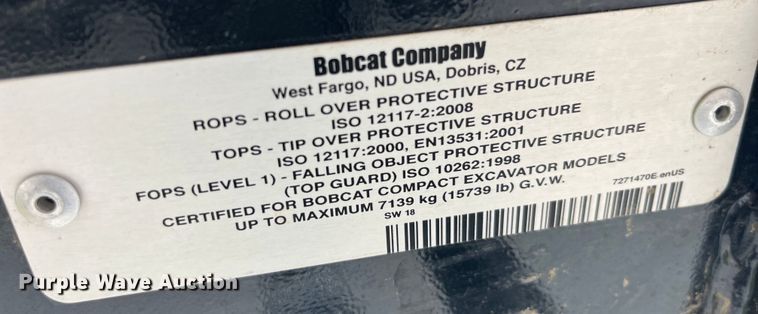 Bobcat Company
West Fargo, ND USA, Dobris, CZ
ROPS - ROLL OVER PROTECTIVE STRUCTURE
ISO 12117-2:2008
TOPS - TIP OVER PROTECTIVE STRUCTURE
ISO 12117:2000, EN13531:2001
FOPS (LEVEL 1) - FALLING OBJECT PROTECTIVE STRUCTURE
(TOP GUARD) ISO 10262:1998
CERTIFIED FOR BOBCAT COMPACT EXCAVATOR MODELS
UP TO MAXIMUM 7139 kg (15739 lb) G.V.W.
SW 18
7271470E enUS
Purple Wave Auction